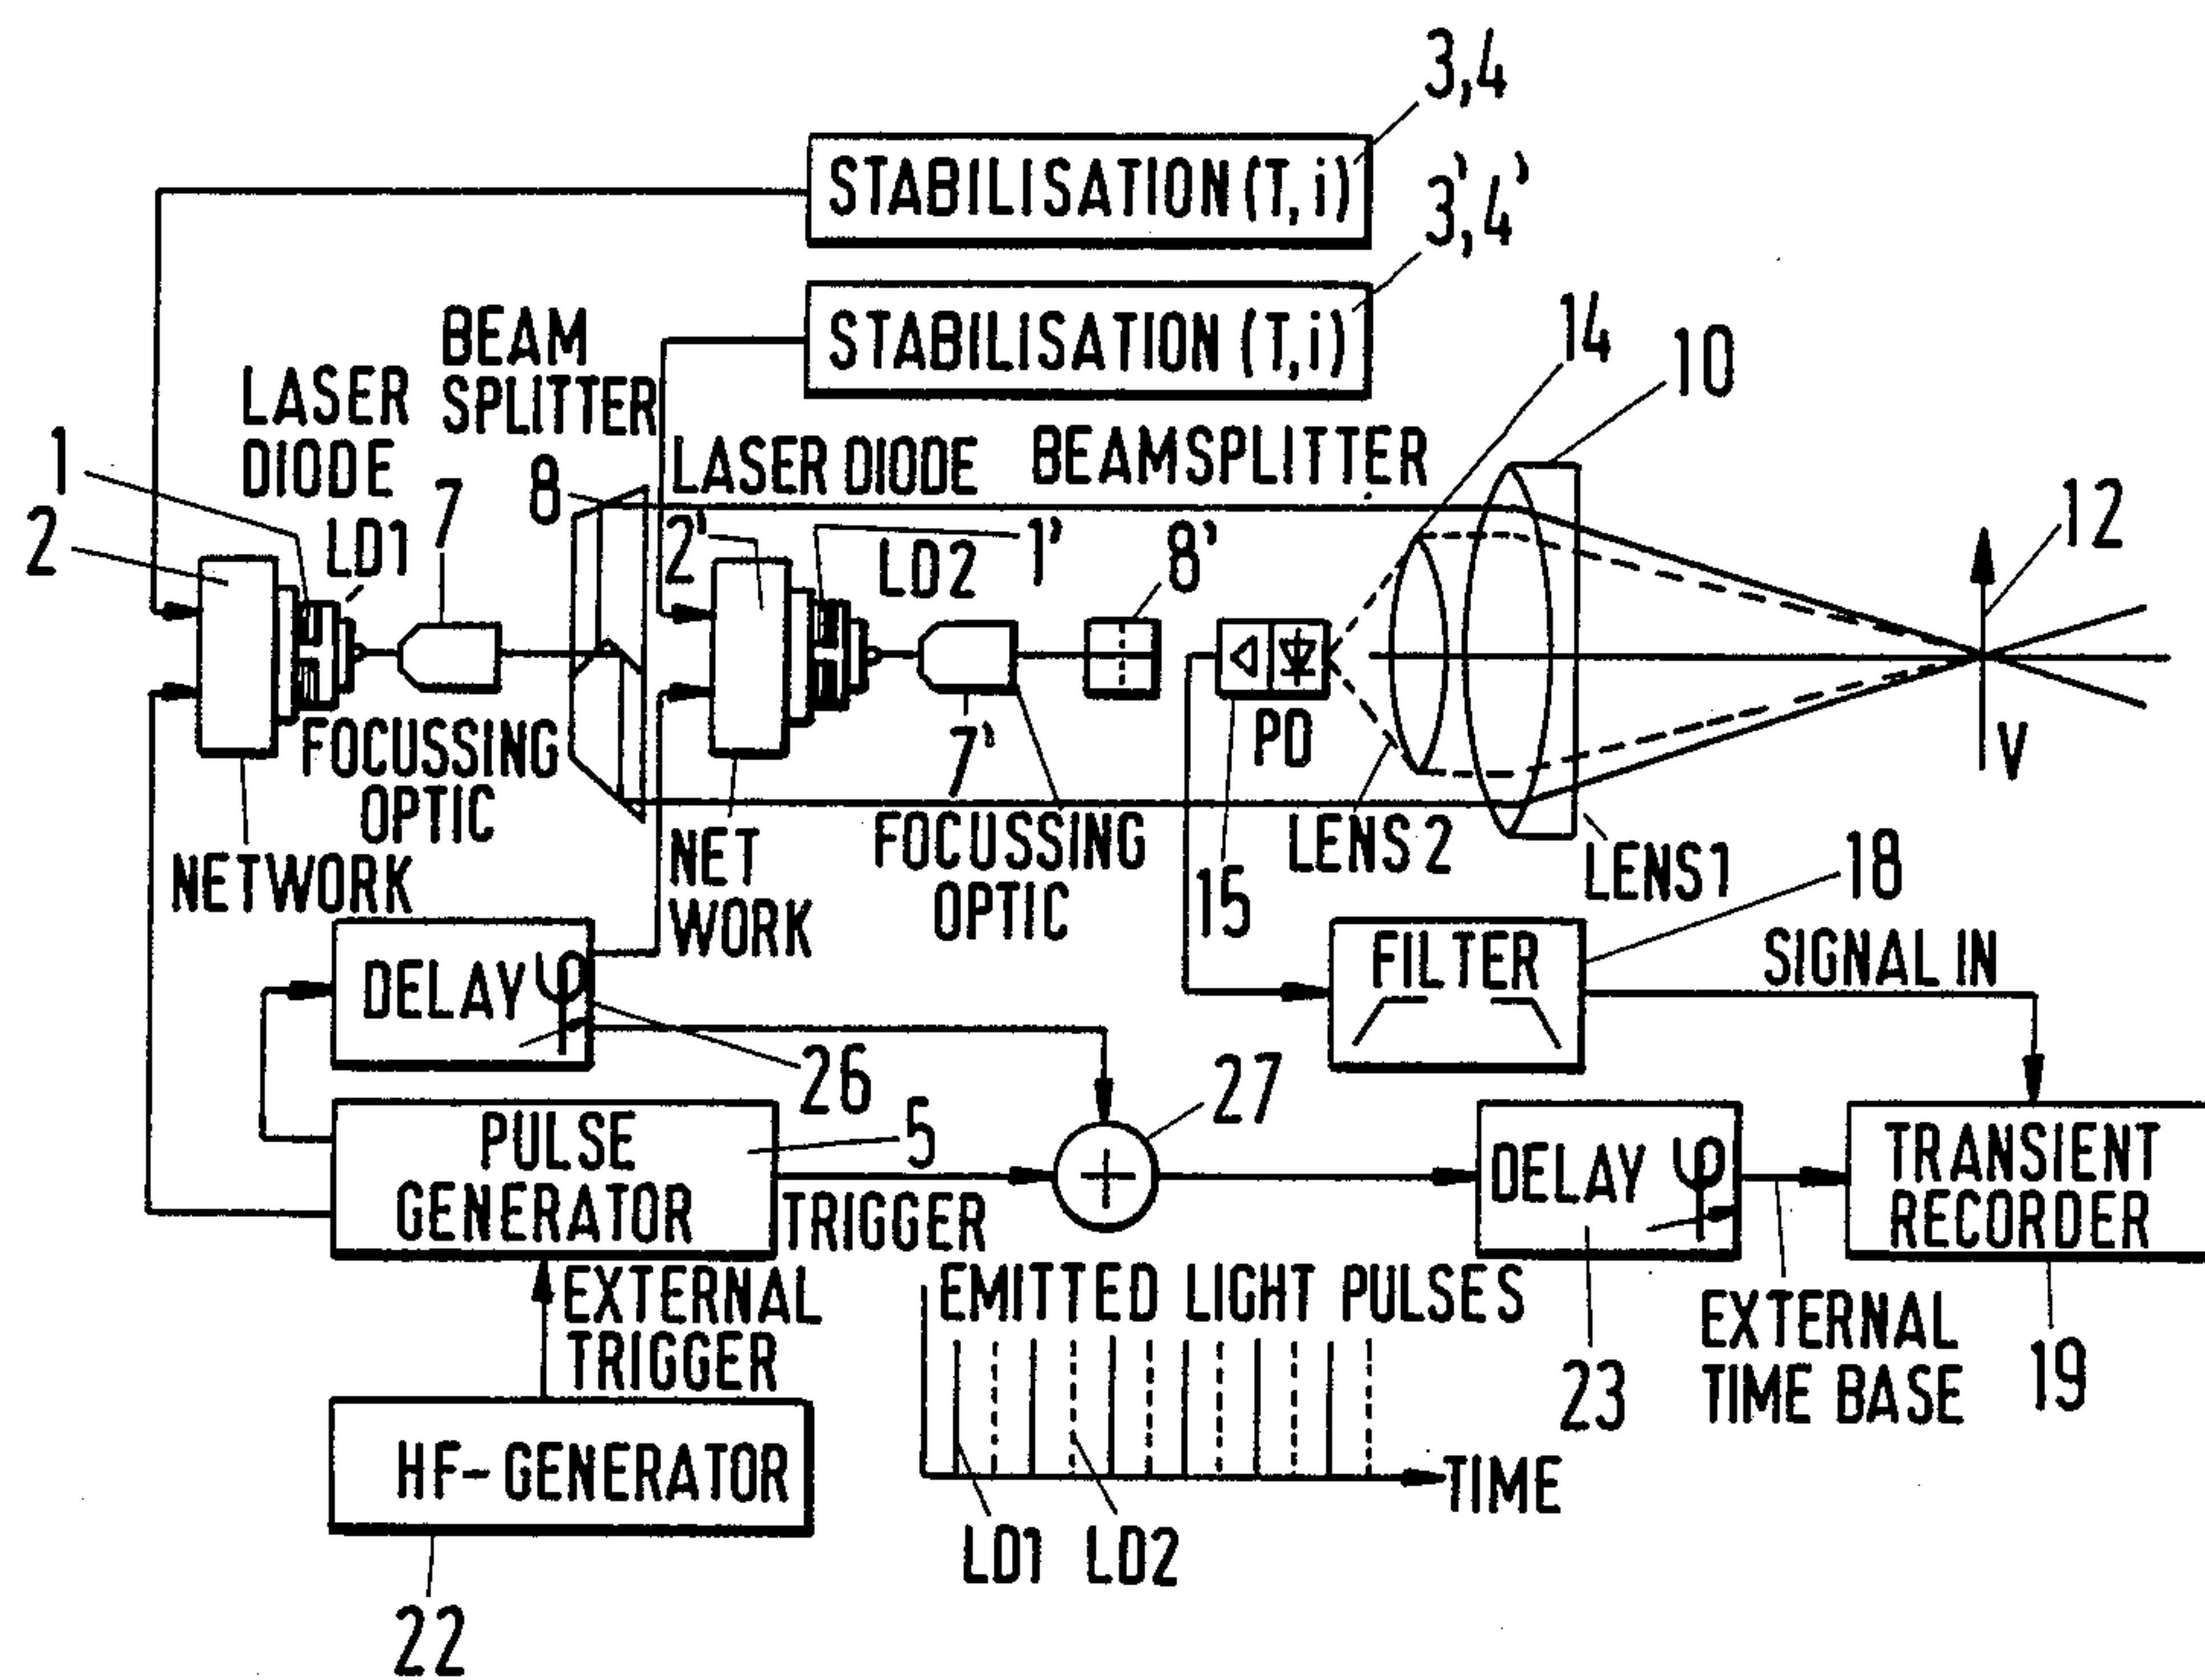 3,4
STABILISATION (T, i)
3',4'
STABILISATION (T, i)
14
10
BEAM
SPLITTER
LASER
DIODE
1
2
LD1
7
8
LASER DIODE
2'
BEAMSPLITTER
LD2
1'
8'
12
FOCUSSING
OPTIC
NETWORK
NET
WORK
7'
FOCUSSING
OPTIC
PD
15
LENS 2
LENS 1
V
18
DELAY φ
26
FILTER
SIGNAL IN
PULSE
GENERATOR
5
TRIGGER
27
+
DELAY φ
23
TRANSIENT
RECORDER
19
EXTERNAL
TRIGGER
EMITTED LIGHT PULSES
EXTERNAL
TIME BASE
HF-GENERATOR
22
TIME
LD1 LD2